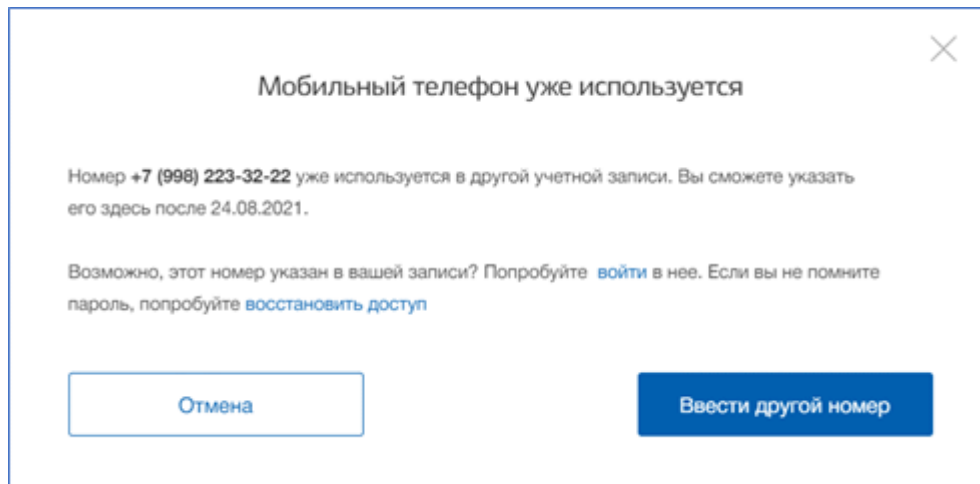 Мобильный телефон уже используется
Номер +7 (998) 223-32-22 уже используется в другой учетной записи. Вы сможете указать
его здесь после 24.08.2021.
Возможно, этот номер указан в вашей записи? Попробуйте войти в нее. Если вы не помните
пароль, попробуйте восстановить доступ
Отмена
Ввести другой номер